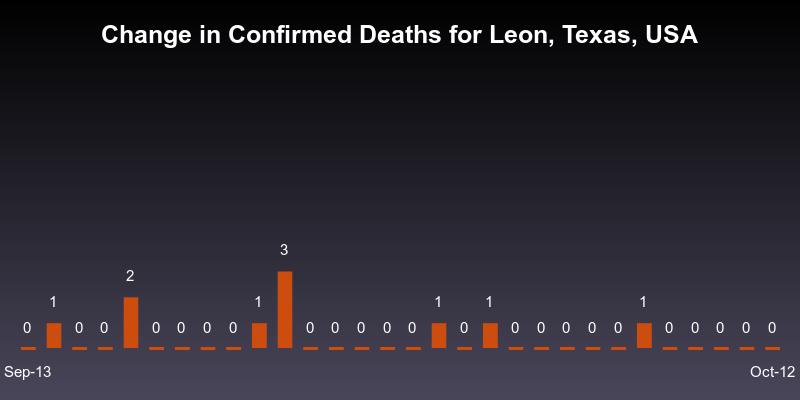 Change in Confirmed Deaths for Leon, Texas, USA
3
2
1 1 1 1 1
0 0 0 0 0 0 0 0 0 0 0 0 0 0 0 0 0 0 0 0 0 0 0
Sep-13 Oct-12